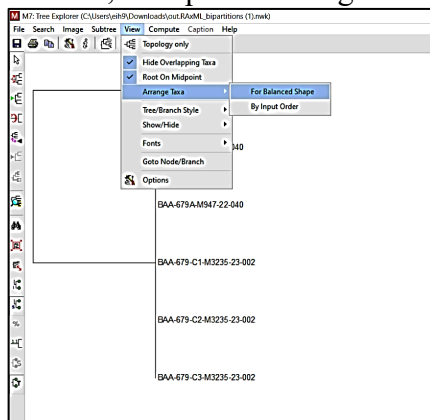 M7: Tree Explorer (C:\Users\eih9\Downloads\out.RAxML_bipartitions (1).nwk)
File Search Image Subtree View Compute Caption Help
Topology only
Hide Overlapping Taxa
Root On Midpoint
Arrange Taxa
For Balanced Shape
By Input Order
Tree/Branch Style
Show/Hide
040
Fonts
Goto Node/Branch
Options
BAA-679A-M947-22-040
BAA-679-C1-M3235-23-002
BAA-679-C2-M3235-23-002
BAA-679-C3-M3235-23-002